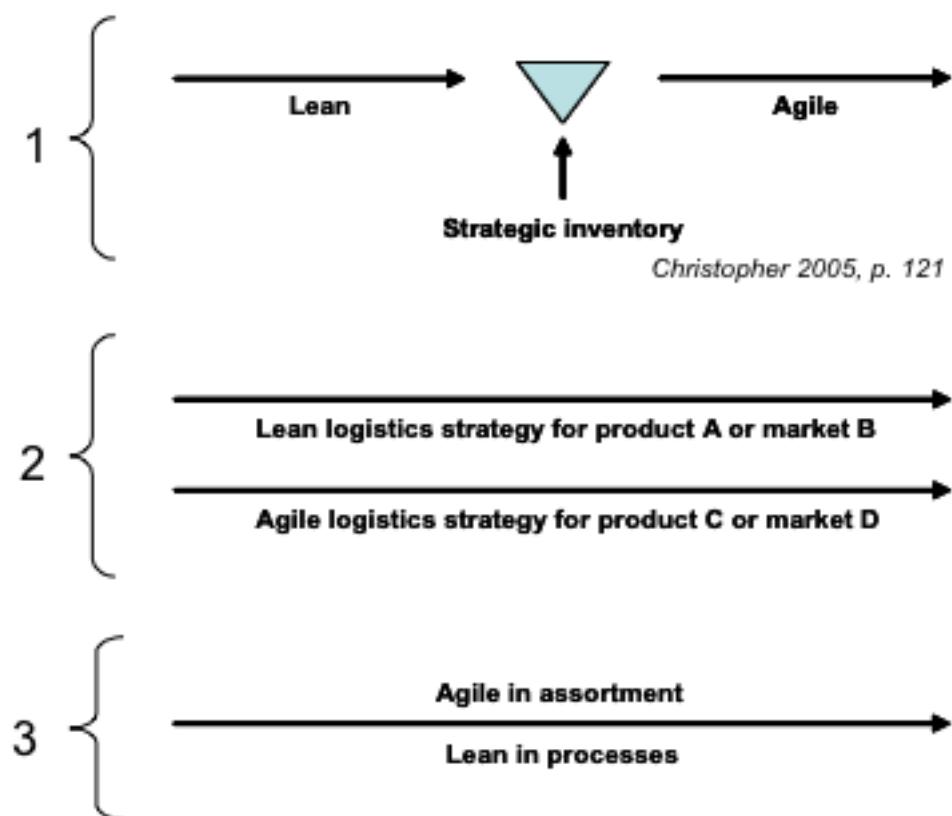 1
Lean
Agile
Strategic inventory
Christopher 2005, p. 121
2
Lean logistics strategy for product A or market B
Agile logistics strategy for product C or market D
3
Agile in assortment
Lean in processes